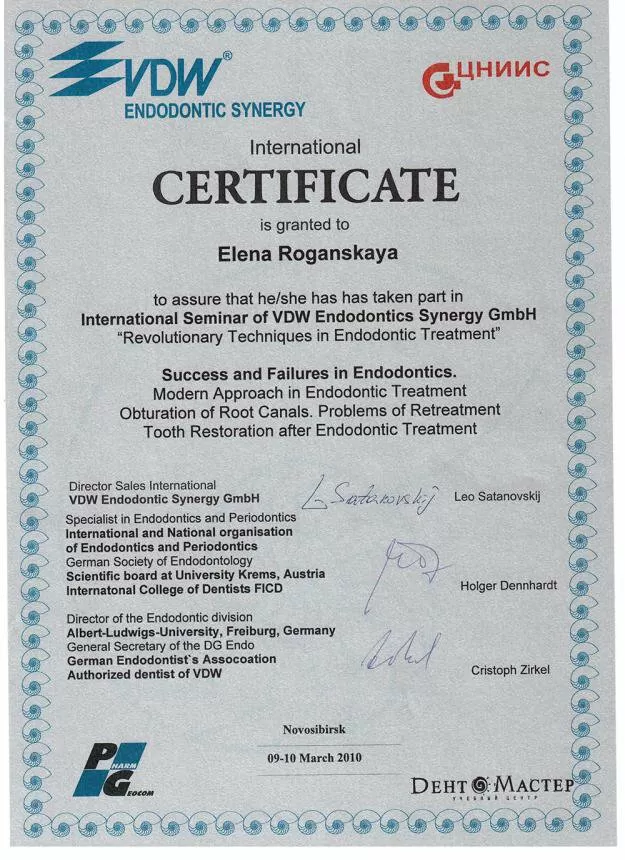 VDW®
ENDODONTIC SYNERGY
ЦНИИС
International
CERTIFICATE
is granted to
Elena Roganskaya
to assure that he/she has has taken part in
International Seminar of VDW Endodontics Synergy GmbH
“Revolutionary Techniques in Endodontic Treatment”
Success and Failures in Endodontics.
Modern Approach in Endodontic Treatment
Obturation of Root Canals. Problems of Retreatment
Tooth Restoration after Endodontic Treatment
Director Sales International
VDW Endodontic Synergy GmbH
L Satanovskij
Leo Satanovskij
Specialist in Endodontics and Periodontics
International and National organisation
of Endodontics and Periodontics
German Society of Endodontology
Scientific board at University Krems, Austria
Internatonal College of Dentists FICD
Holger Dennhardt
Director of the Endodontic division
Albert-Ludwigs-University, Freiburg, Germany
General Secretary of the DG Endo
German Endodontist`s Assocoation
Authorized dentist of VDW
Cristoph Zirkel
Novosibirsk
09-10 March 2010
PHARM
GEOCOM
ДЕНТ МАСТЕР
УЧЕБНЫЙ ЦЕНТР